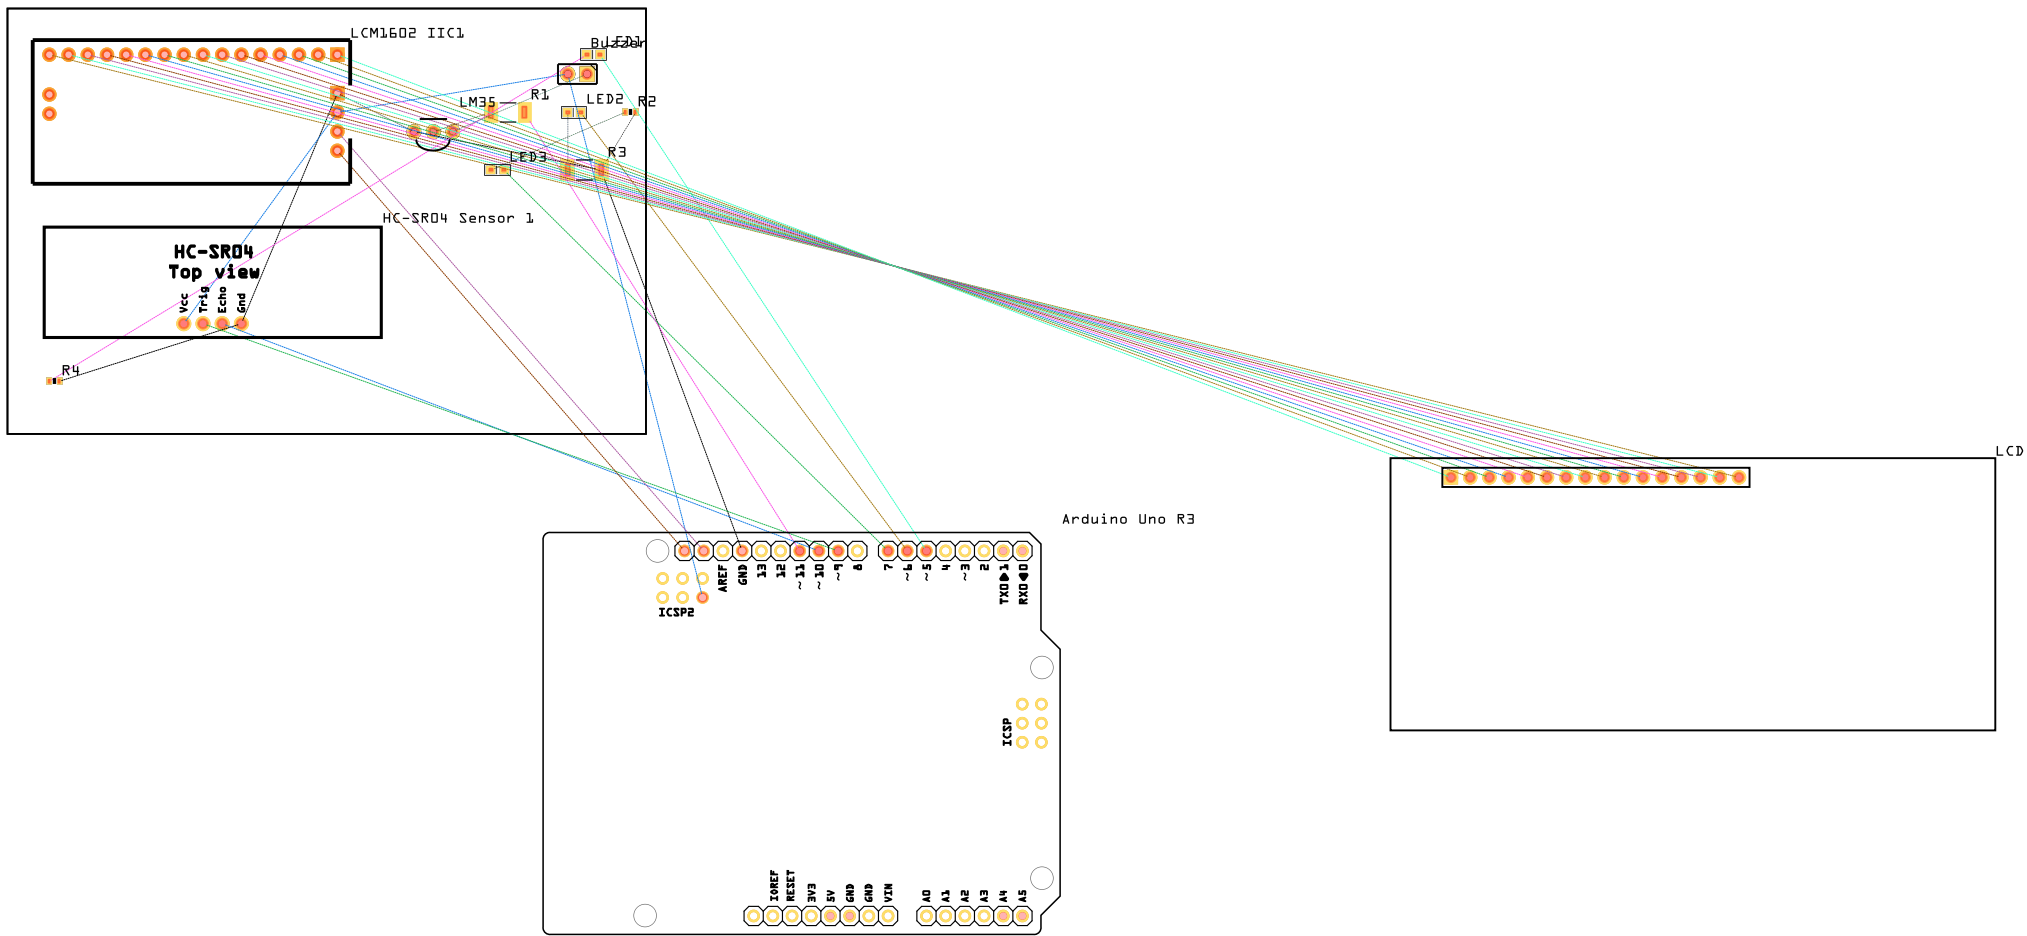 LCM1602 IIC1
LED1
Buzzer
R1
LM35
LED2
R2
R3
LED3
HC-SR04 Sensor 1
HC-SR04
Top view
Vcc
Trig
Echo
Gnd
R4
LCD
Arduino Uno R3
AREF
GND
13
12
~11
~10
~9
8
7
~6
~5
4
~3
2
TXO▶1
RXO◀0
ICSP2
ICSP
IOREF
RESET
3V3
5V
GND
GND
VIN
A0
A1
A2
A3
A4
A5